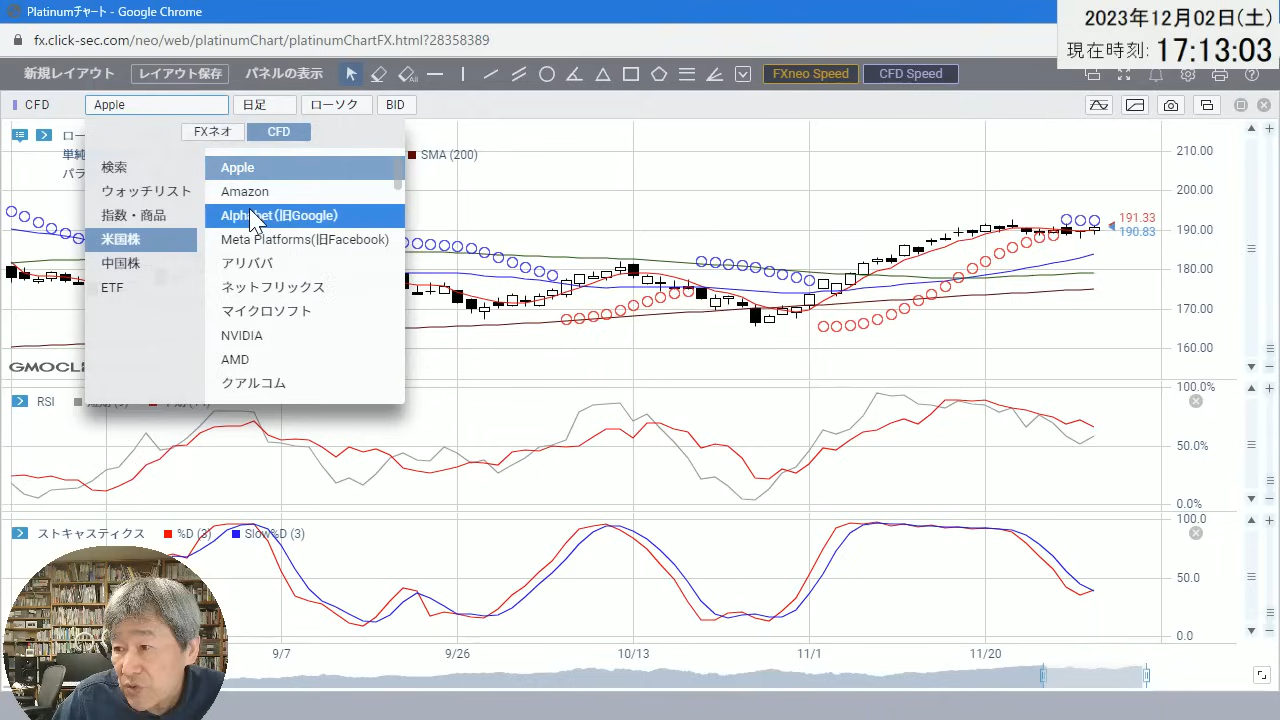 Platinumチャート - Google Chrome
2023年12月02日(土)
現在時刻: 17:13:03
fx.click-sec.com/neo/web/platinumChart/platinumChartFX.html?28358389
新規レイアウト レイアウト保存 パネルの表示 ALL FXneo Speed CFD Speed
CFD Apple 日足 ローソク BID
FXネオ CFD
ロー
単純
パラ
SMA (200)
検索
ウォッチリスト
指数・商品
米国株
中国株
ETF
Apple
Amazon
Alphabet(旧Google)
Meta Platforms(旧Facebook)
アリババ
ネットフリックス
マイクロソフト
NVIDIA
AMD
クアルコム
210.00
200.00
191.33
190.00
190.83
180.00
170.00
160.00
GMOCL
RSI
100.0%
50.0%
0.0%
ストキャスティクス %D (3) Slow%D (3)
100.0
50.0
0.0
9/7 9/26 10/13 11/1 11/20